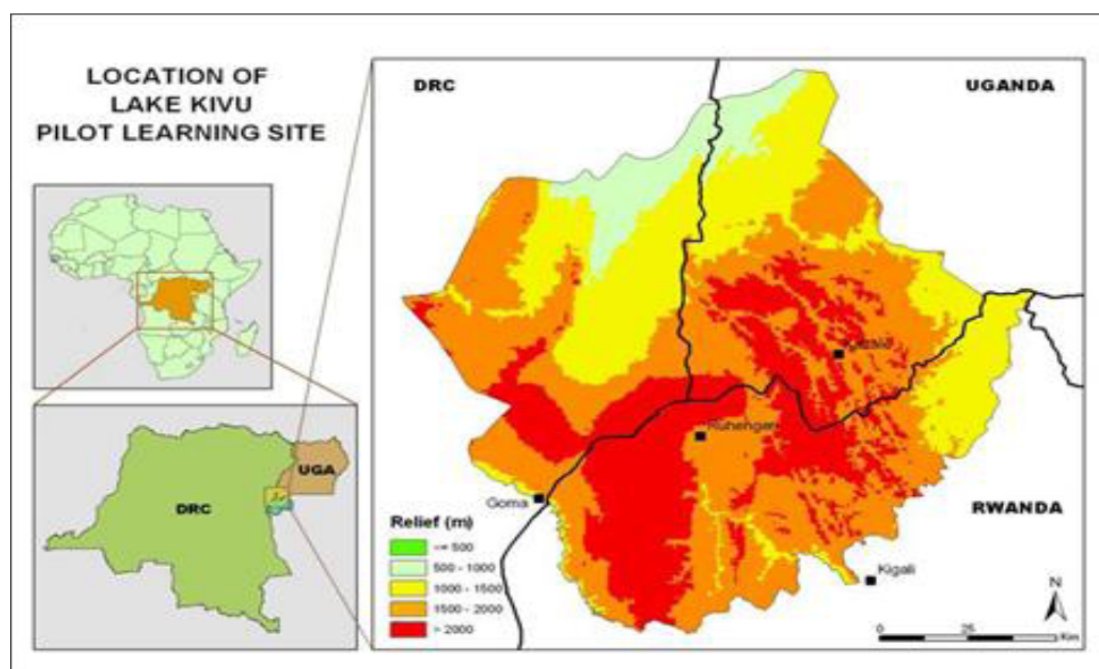 LOCATION OF
LAKE KIVU
PILOT LEARNING SITE
DRC
UGANDA
Kabale
Ruhengeri
Goma
RWANDA
Kigali
UGA
DRC
Relief (m)
<= 500
500 - 1000
1000 - 1500
1500 - 2000
> 2000
N
0 25
Km